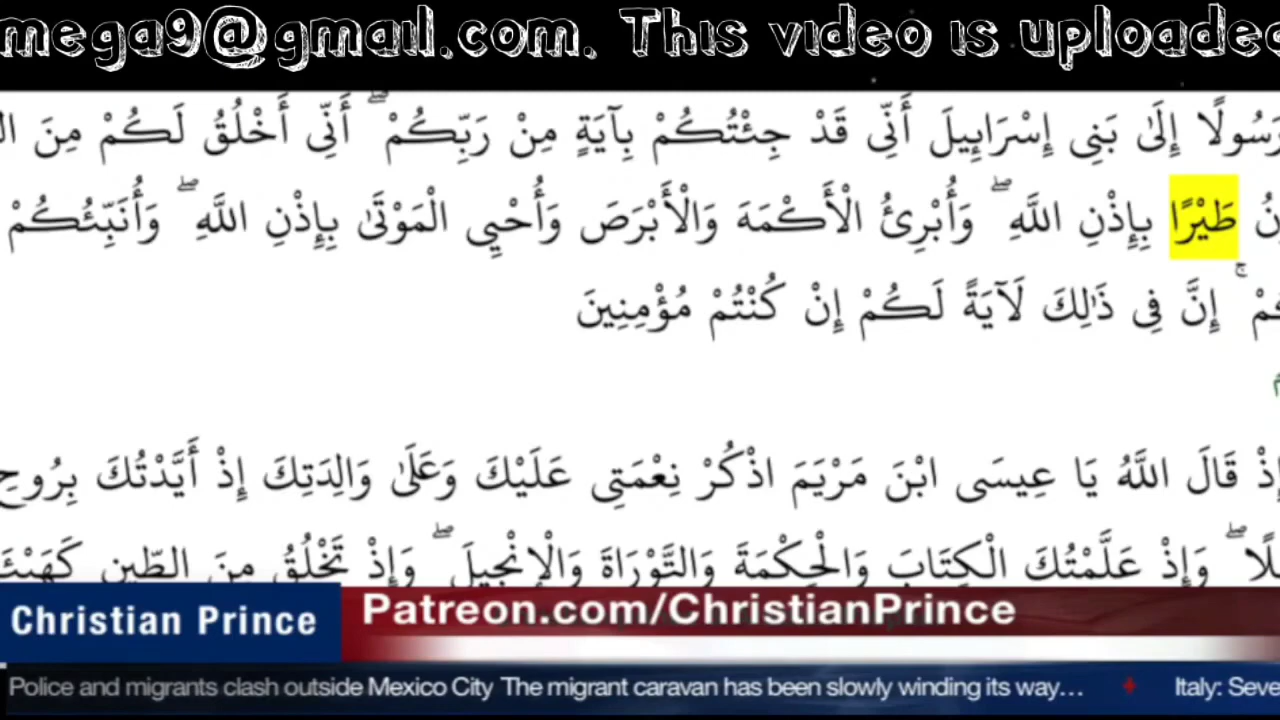 mega9@gmail.com. This video is uploaded
رَسُولًا إِلَىٰ بَنِي إِسْرَائِيلَ أَنِّي قَدْ جِئْتُكُمْ بِآيَةٍ مِنْ رَبِّكُمْ ۖ أَنِّي أَخْلُقُ لَكُمْ مِنَ
طَيْرًا بِإِذْنِ اللَّهِ ۖ وَأُبْرِئُ الْأَكْمَهَ وَالْأَبْرَصَ وَأُحْيِي الْمَوْتَىٰ بِإِذْنِ اللَّهِ ۖ وَأُنَبِّئُكُمْ
ۚ إِنَّ فِي ذَٰلِكَ لَآيَةً لَكُمْ إِنْ كُنْتُمْ مُؤْمِنِينَ
إِذْ قَالَ اللَّهُ يَا عِيسَى ابْنَ مَرْيَمَ اذْكُرْ نِعْمَتِي عَلَيْكَ وَعَلَىٰ وَالِدَتِكَ إِذْ أَيَّدْتُكَ بِرُوحِ
ۖ وَإِذْ عَلَّمْتُكَ الْكِتَابَ وَالْحِكْمَةَ وَالتَّوْرَاةَ وَالْإِنْجِيلَ ۖ وَإِذْ تَخْلُقُ مِنَ الطِّينِ
Christian Prince
Patreon.com/ChristianPrince
Police and migrants clash outside Mexico City The migrant caravan has been slowly winding its way... Italy: Seve